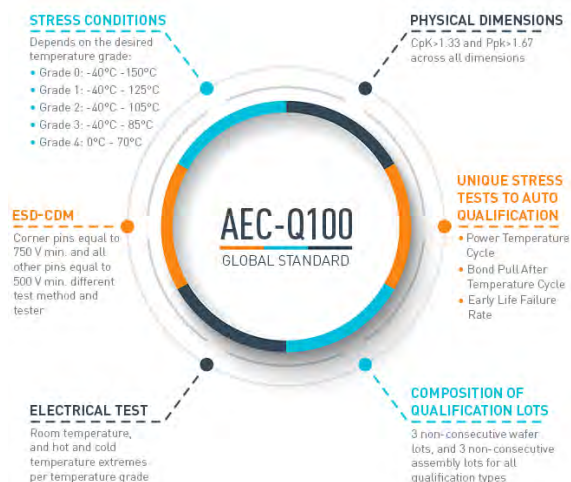 STRESS CONDITIONS
Depends on the desired
temperature grade:
• Grade 0: -40°C -150°C
• Grade 1: -40°C - 125°C
• Grade 2: -40°C - 105°C
• Grade 3: -40°C - 85°C
• Grade 4: 0°C - 70°C
PHYSICAL DIMENSIONS
CpK>1.33 and Ppk>1.67
across all dimensions
ESD-CDM
Corner pins equal to
750 V min. and all
other pins equal to
500 V min. different
test method and
tester
AEC-Q100
GLOBAL STANDARD
UNIQUE STRESS
TESTS TO AUTO
QUALIFICATION
• Power Temperature
Cycle
• Bond Pull After
Temperature Cycle
• Early Life Failure
Rate
ELECTRICAL TEST
Room temperature,
and hot and cold
temperature extremes
per temperature grade
COMPOSITION OF
QUALIFICATION LOTS
3 non-consecutive wafer
lots, and 3 non-consecutive
assembly lots for all
qualification types